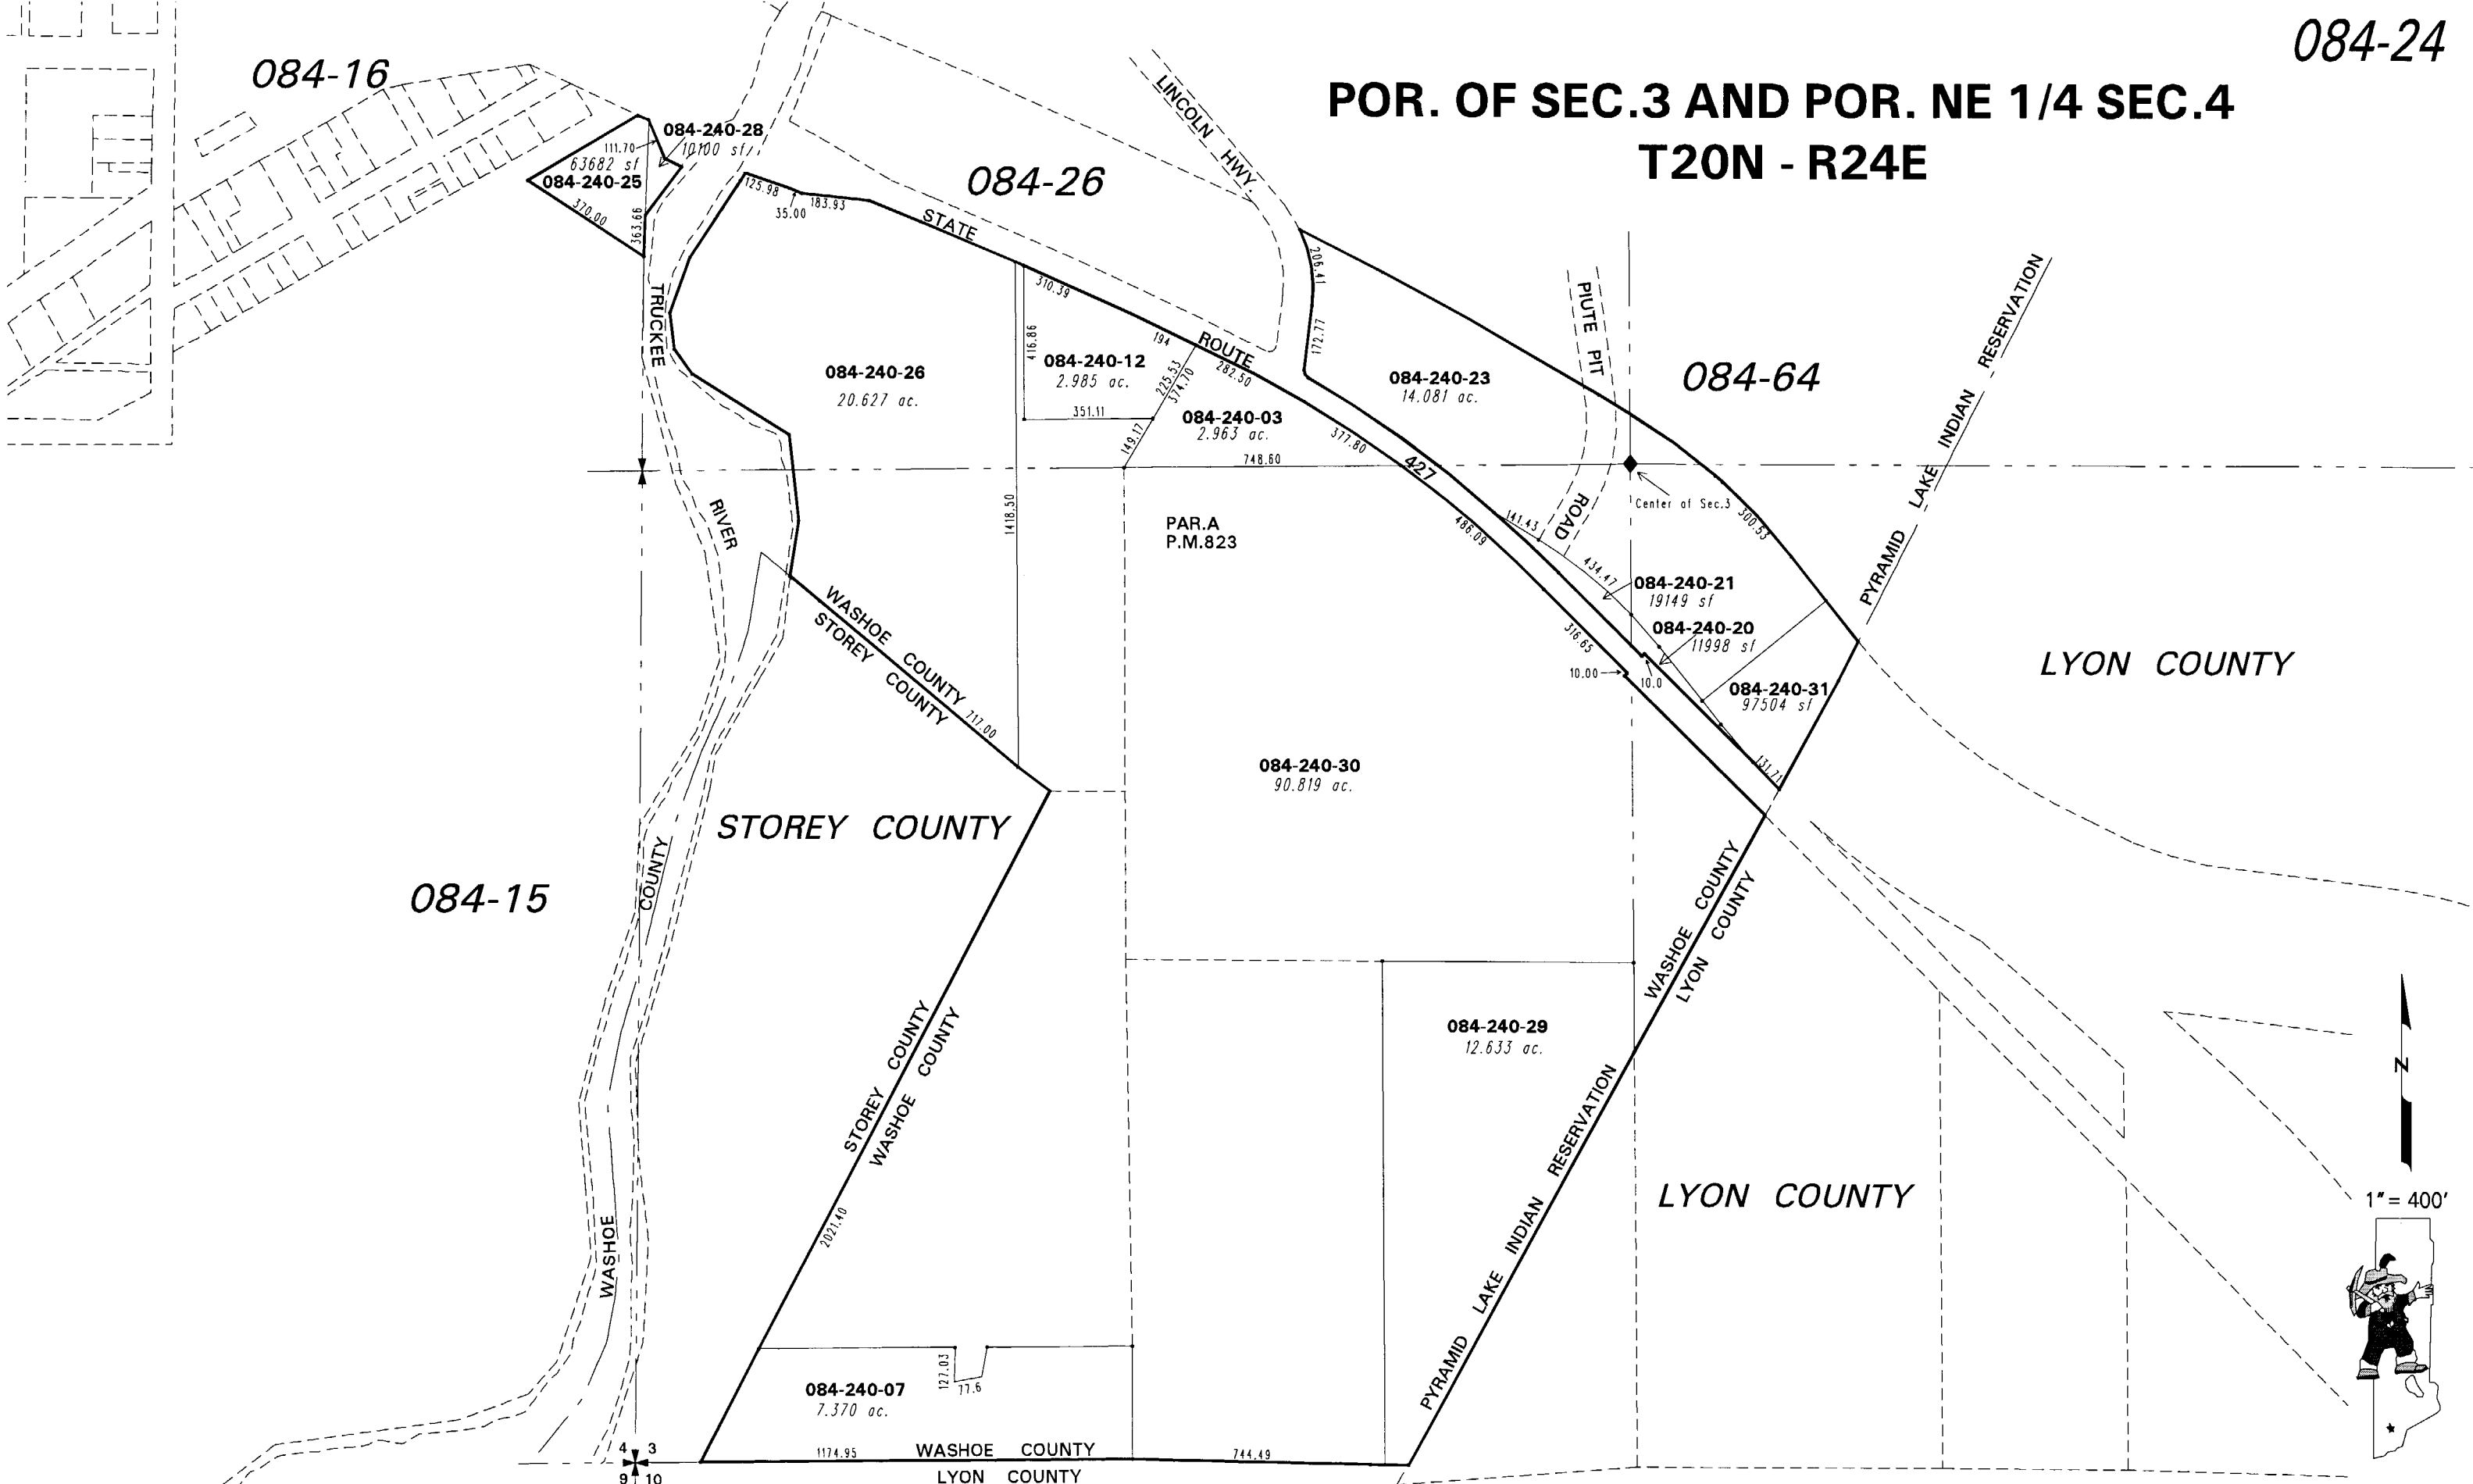 084-24
POR. OF SEC.3 AND POR. NE 1/4 SEC.4
T20N - R24E
084-16
084-26
084-64
084-15
LINCOLN HWY.
084-240-28
10100 sf
111.70
63682 sf
084-240-25
370.00
363.66
125.98
35.00
183.93
STATE
ROUTE
427
310.39
194
282.50
377.80
486.09
316.65
10.00
10.0
206.41
172.77
TRUCKEE
RIVER
084-240-26
20.627 ac.
416.86
084-240-12
2.985 ac.
351.11
225.53
374.70
149.17
084-240-03
2.963 ac.
748.60
1418.50
084-240-23
14.081 ac.
PIUTE PIT
ROAD
Center of Sec.3
300.53
141.43
434.47
084-240-21
19149 sf
084-240-20
11998 sf
084-240-31
97504 sf
131.71
PYRAMID LAKE INDIAN RESERVATION
PAR.A
P.M.823
WASHOE COUNTY
STOREY COUNTY
717.00
LYON COUNTY
084-240-30
90.819 ac.
STOREY COUNTY
WASHOE COUNTY
WASHOE COUNTY
LYON COUNTY
084-240-29
12.633 ac.
STOREY COUNTY
WASHOE COUNTY
2021.40
PYRAMID LAKE INDIAN RESERVATION
LYON COUNTY
N
1" = 400'
127.03
77.6
084-240-07
7.370 ac.
4 3
9 10
1174.95
WASHOE COUNTY
744.49
LYON COUNTY